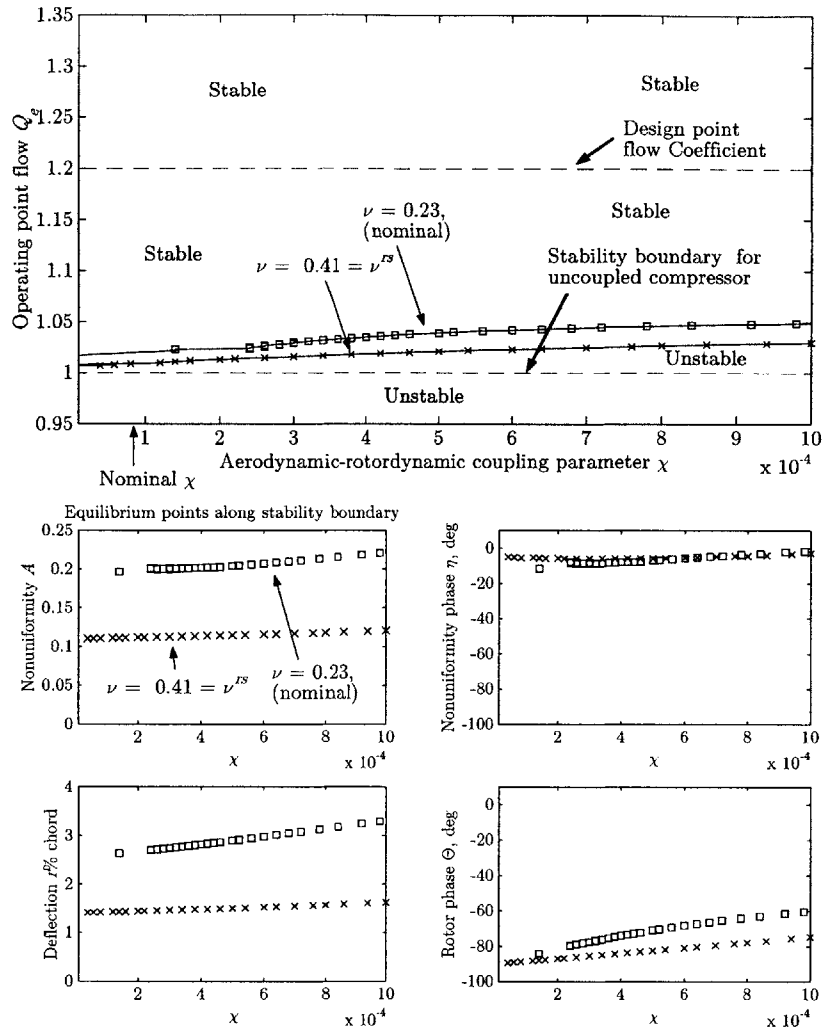 1.35
1.3
1.25
1.2
1.15
1.1
1.05
1
0.95
Operating point flow Q_e
Stable
Stable
Design point
flow Coefficient
ν = 0.23,
(nominal)
Stable
Stable
ν = 0.41 = ν^rs
Stability boundary for
uncoupled compressor
Unstable
Unstable
1 2 3 4 5 6 7 8 9 10
Aerodynamic-rotordynamic coupling parameter χ
x 10^-4
Nominal χ
Equilibrium points along stability boundary
0.25
0.2
0.15
0.1
0.05
0
Nonuniformity A
ν = 0.41 = ν^rs
ν = 0.23,
(nominal)
2 4 6 8 10
χ
x 10^-4
0
-20
-40
-60
-80
-100
Nonuniformity phase η, deg
2 4 6 8 10
χ
x 10^-4
4
3
2
1
0
Deflection r% chord
2 4 6 8 10
χ
x 10^-4
0
-20
-40
-60
-80
-100
Rotor phase Θ, deg
2 4 6 8 10
χ
x 10^-4